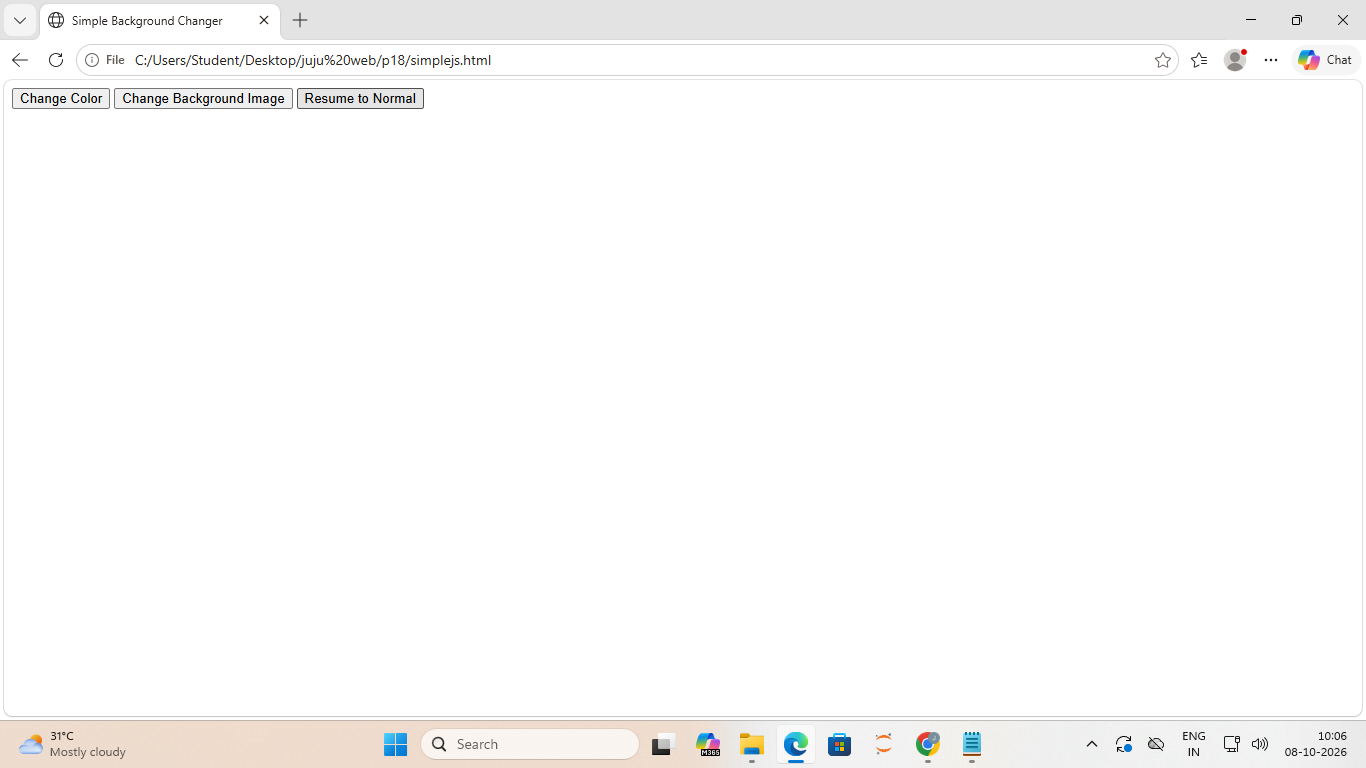 Simple Background Changer
File C:/Users/Student/Desktop/juju%20web/p18/simplejs.html
Chat
Change Color Change Background Image Resume to Normal
31°C
Mostly cloudy
Search
M365
ENG
IN
10:06
08-10-2026